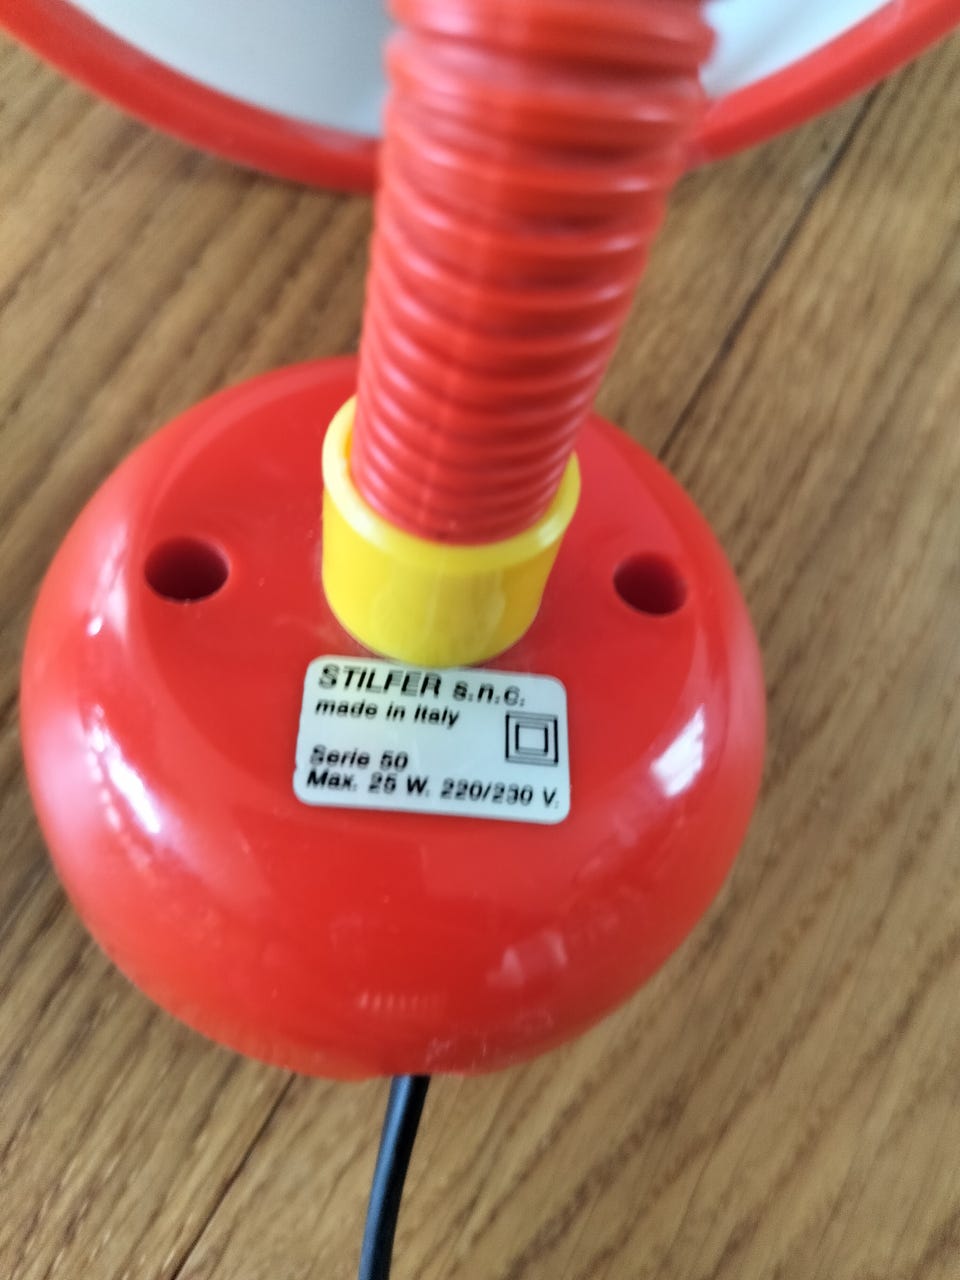 STILFER s.n.c.
made in Italy
Serie 50
Max. 25 W. 220/230 V.